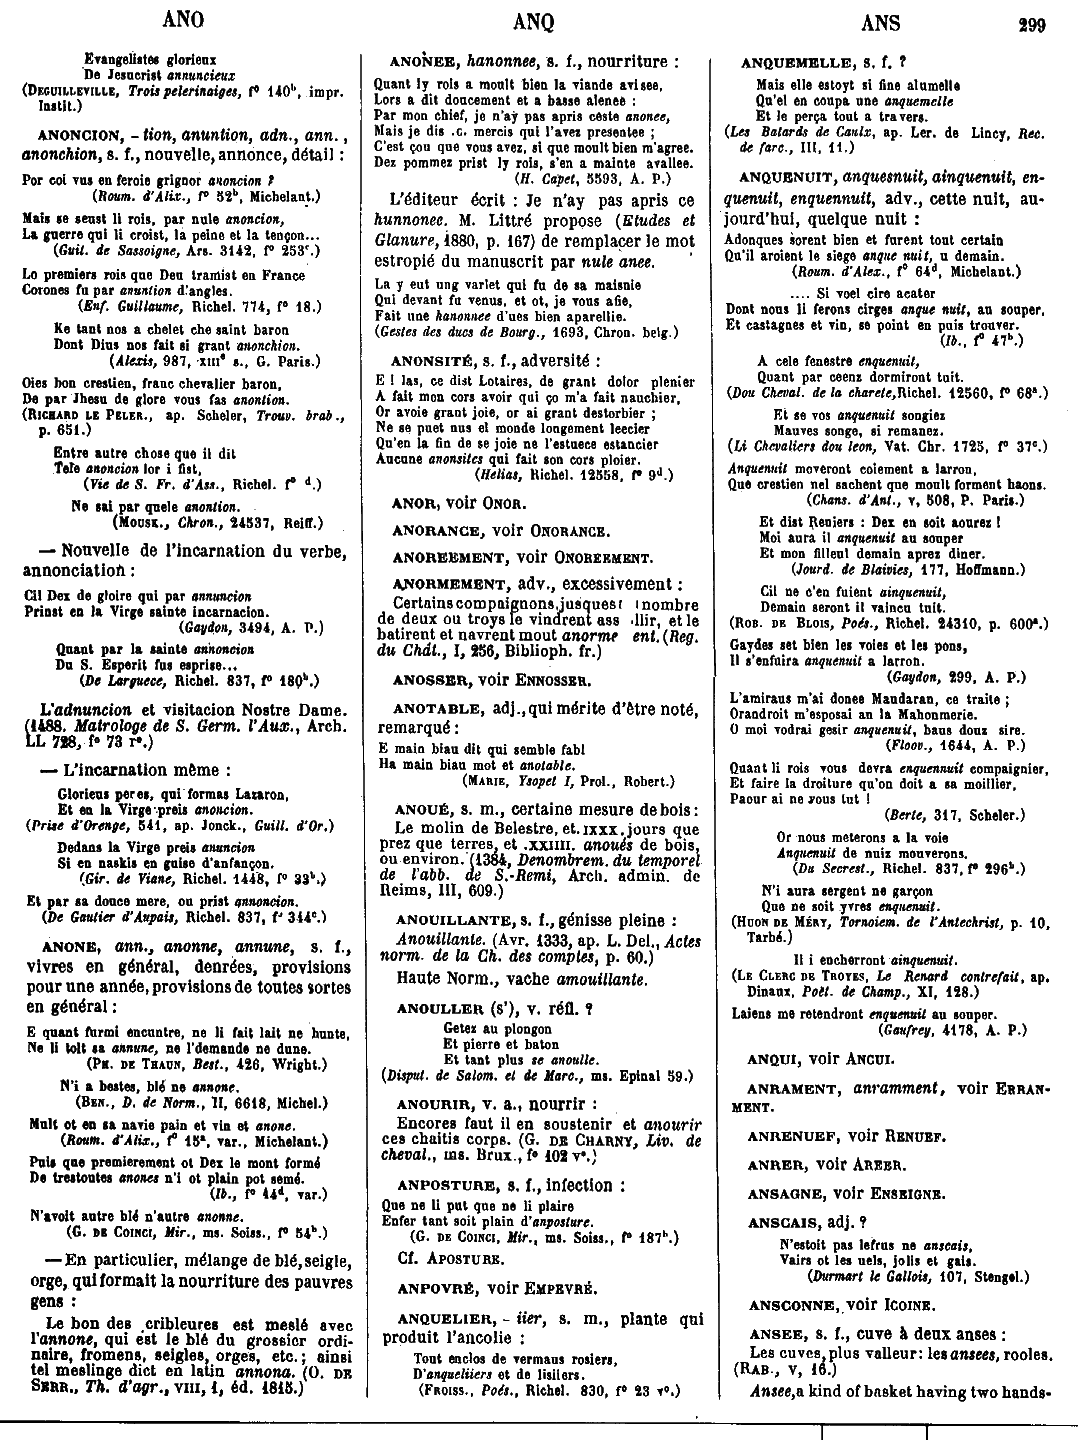 ANO
ANQ
ANS
299
Evangelistes glorieux
De Jesucrist annuncieux
(DEGUILLEVILLE, Trois pelerinaiges, f° 140b, impr.
Instit.)
ANONCION, -tion, anuntion, adn., ann.,
anonchion, s. f., nouvelle, annonce, détail :
Por coi vus en feroie grignor anoncion ?
(Roum. d'Alix., f° 52b, Michelant.)
Mais se seust li rois, par nule anoncion,
La guerre qui li croist, la peine et la tençon...
(Guit. de Sassoigne, Ars. 3142, f° 253c.)
Lo premiers rois que Deu tramist en France
Corones fu par anuntion d'angles.
(Enf. Guillaume, Richel. 774, f° 18.)
Ke tant nos a chelet che saint baron
Dont Dius nos fait si grant anonchion.
(Alexis, 987, xiiie s., G. Paris.)
Oies bon crestien, franc chevalier baron,
De par Jhesu de glore vous fas anontion.
(RICHARD LE PELER., ap. Scheler, Trouv. brab.,
p. 651.)
Entre autre chose que il dit
Tele anoncion lor i fist,
(Vie de S. Fr. d'Ass., Richel. f° d.)
Ne sai par quele anontion.
(MOUSK., Chron., 24537, Reiff.)
— Nouvelle de l'incarnation du verbe,
annonciation :
Cil Dex de gloire qui par annuncion
Prinst en la Virge sainte incarnacion.
(Gaydon, 3494, A. P.)
Quant par la sainte annoncion
Du S. Esperit fus esprise...
(De Larguece, Richel. 837, f° 180b.)
L'adnuncion et visitacion Nostre Dame.
(1488. Matrologe de S. Germ. l'Aux., Arch.
LL 728, f° 73 r°.)
— L'incarnation même :
Glorieus peres, qui formas Lazaron,
Et en la Virge preis anoncion.
(Prise d'Orenge, 541, ap. Jonck., Guill. d'Or.)
Dedans la Virge preis anuncion
Si en naskis en guise d'anfançon.
(Gir. de Viane, Richel. 1448, f° 33b.)
Et par sa douce mere, ou prist annoncion.
(De Gautier d'Aupais, Richel. 837, f° 344c.)
ANONE, ann., anonne, annune, s. f.,
vivres en général, denrées, provisions
pour une année, provisions de toutes sortes
en général :
E quant furmi encuntre, ne li fait lait ne hunte,
Ne li tolt sa annune, ne l'demande ne dune.
(PH. DE THAUN, Best., 426, Wright.)
N'i a bestes, blé ne annone.
(BEN., D. de Norm., II, 6618, Michel.)
Mult ot en sa navie pain et vin et anone.
(Roum. d'Alix., f° 15a, var., Michelant.)
Puis que premierement ot Dex le mont formé
De trestoutes anones n'i ot plain pot semé.
(Ib., f° 44d, var.)
N'avoit autre blé n'autre anonne.
(G. DE COINCI, Mir., ms. Soiss., f° 54b.)
— En particulier, mélange de blé, seigle,
orge, qui formait la nourriture des pauvres
gens :
Le bon des cribleures est meslé avec
l'annone, qui est le blé du grossier ordi-
naire, fromens, seigles, orges, etc. ; ainsi
tel meslinge dict en latin annona. (O. DE
SERR., Th. d'agr., VIII, 1, éd. 1815.)
ANONEE, hanonnee, s. f., nourriture :
Quant ly rois a moult bien la viande avisee,
Lors a dit doucement et a basse alenee :
Par mon chief, je n'ay pas apris ceste anonee,
Mais je dis .c. mercis qui l'avez presentee ;
C'est çou que vous avez, si que moult bien m'agree.
Dez pommez prist ly rois, s'en a mainte avallee.
(H. Capet, 5593, A. P.)
L'éditeur écrit : Je n'ay pas apris ce
hunnonee. M. Littré propose (Etudes et
Glanure, 1880, p. 167) de remplacer le mot
estropié du manuscrit par nule anee.
La y eut ung varlet qui fu de sa maisnie
Qui devant fu venus, et ot, je vous afie,
Fait une hanonnee d'ues bien aparellie.
(Gestes des ducs de Bourg., 1693, Chron. belg.)
ANONSITÉ, s. f., adversité :
E ! las, ce dist Lotaires, de grant dolor plenier
A fait mon cors avoir qui ço m'a fait nauchier,
Or avoie grant joie, or ai grant destorbier ;
Ne se puet nus el monde longement leecier
Qu'en la fin de se joie ne l'estuece estancier
Aucune anonsites qui fait son cors ploier.
(Helias, Richel. 12558, f° 9d.)
ANOR, voir ONOR.
ANORANCE, voir ONORANCE.
ANOREEMENT, voir ONOREEMENT.
ANORMEMENT, adv., excessivement :
Certains compaignons, jusques nombre
de deux ou troys le vindrent ass llir, et le
batirent et navrent mout anorme ent. (Reg.
du Chât., I, 256, Biblioph. fr.)
ANOSSER, voir ENNOSSER.
ANOTABLE, adj., qui mérite d'être noté,
remarqué :
E main biau dit qui semble fabl
Ha main biau mot et anotable.
(MARIE, Ysopet I, Prol., Robert.)
ANOUÉ, s. m., certaine mesure de bois :
Le molin de Belestre, et. IXXX. jours que
prez que terres, et .XXIIII. anoués de bois,
ou environ. (1384, Denombrem. du temporel
de l'abb. de S.-Remi, Arch. admin. de
Reims, III, 609.)
ANOUILLANTE, s. f., génisse pleine :
Anouillante. (Avr. 1333, ap. L. Del., Actes
norm. de la Ch. des comptes, p. 60.)
Haute Norm., vache amouillante.
ANOULLER (s'), v. réfl. ?
Getez au plongon
Et pierre et baton
Et tant plus se anoulle.
(Disput. de Salom. et de Marc., ms. Epinal 59.)
ANOURIR, v. a., nourrir :
Encores faut il en soustenir et anourir
ces chaitis corps. (G. DE CHARNY, Liv. de
cheval., ms. Brux., f° 102 v°.)
ANPOSTURE, s. f., infection :
Que ne li put que ne li plaire
Enfer tant soit plain d'anposture.
(G. DE COINCI, Mir., ms. Soiss., f° 187b.)
Cf. APOSTURE.
ANPOVRÉ, voir EMPEVRÉ.
ANQUELIER, - iier, s. m., plante qui
produit l'ancolie :
Tout enclos de vermaus rosiers,
D'anqueliiers et de lisliers.
(FROISS., Poés., Richel. 830, f° 23 v°.)
ANQUEMELLE, s. f. ?
Mais elle estoyt si fine alumelle
Qu'el en coupa une anquemelle
Et le perça tout a travers.
(Les Batards de Caulx, ap. Ler. de Lincy, Rec.
de farc., III, 11.)
ANQUENUIT, anquesnuit, ainquenuit, en-
quenuit, enquennuit, adv., cette nuit, au-
jourd'hui, quelque nuit :
Adonques sorent bien et furent tout certain
Qu'il aroient le siege anque nuit, u demain.
(Roum. d'Alex., f° 64d, Michelant.)
.... Si voel cire acater
Dont nous li ferons cirges anque nuit, au souper,
Et castagnes et vin, se point en puis trouver.
(Ib., f° 47b.)
A cele fenestre enquenuit,
Quant par ceenz dormiront tuit.
(Dou Cheval. de la charete, Richel. 12560, f° 68a.)
Et se vos anquenuit songiez
Mauves songe, si remanez.
(Li Chevaliers dou leon, Vat. Chr. 1725, f° 37c.)
Anquenuit moveront coiement a larron,
Que crestien nel sachent que moult forment haons.
(Chans. d'Ant., V, 508, P. Paris.)
Et dist Reniers : Dex en soit aourez !
Moi aura il anquenuit au souper
Et mon filleul demain aprez diner.
(Jourd. de Blaivies, 177, Hoffmann.)
Cil ne c'en fuient ainquenuit,
Demain seront il vaincu tuit.
(ROB. DE BLOIS, Poés., Richel. 24310, p. 600a.)
Gaydes set bien les voies et les pons,
Il s'enfuira anquenuit a larron.
(Gaydon, 299, A. P.)
L'amiraus m'ai donee Maudaran, ce traite ;
Orandroit m'esposai an la Mahonmerie.
O moi vodrai gesir anquenuit, baus douz sire.
(Floov., 1644, A. P.)
Quant li rois vous devra enquennuit compaignier,
Et faire la droiture qu'on doit a sa moillier,
Paour ai ne vous tut !
(Berte, 317, Scheler.)
Or nous meterons a la voie
Anquenuit de nuiz mouverons.
(Du Secrest., Richel. 837, f° 296b.)
N'i aura sergent ne garçon
Que ne soit yvres enquenuit.
(HUON DE MÉRY, Tornoiem. de l'Antechrist, p. 10,
Tarbé.)
Il i encherront ainquenuit.
(LE CLERC DE TROYES, Le Renard contrefait, ap.
Dinaux, Poët. de Champ., XI, 128.)
Laiens me retendront enquenuit au souper.
(Gaufrey, 4178, A. P.)
ANQUI, voir ANCUI.
ANRAMENT, anramment, voir ERRAN-
MENT.
ANRENUEF, voir RENUEF.
ANRER, voir ARER.
ANSAGNE, voir ENSEIGNE.
ANSCAIS, adj. ?
N'estoit pas lefrus ne anscais,
Vairs ot les uels, jolis et gais.
(Durmart le Gallois, 107, Stengel.)
ANSCONNE, voir ICOINE.
ANSEE, s. f., cuve à deux anses :
Les cuves, plus valleur : les ansees, rooles.
(RAB., V, 16.)
Ansee, a kind of basket having two hands-